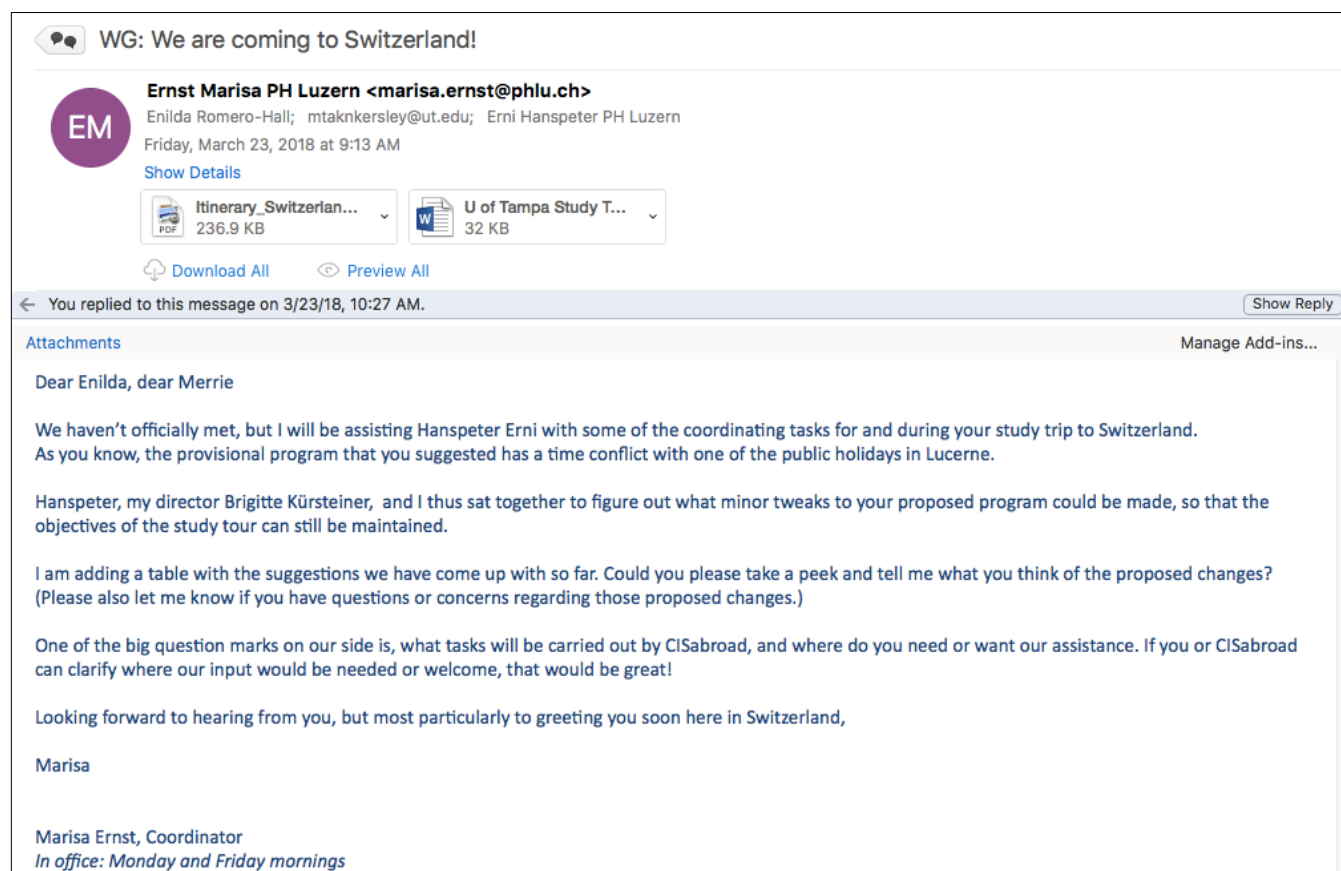 WG: We are coming to Switzerland!
Ernst Marisa PH Luzern <marisa.ernst@phlu.ch>
EM
Enilda Romero-Hall; mtaknkersley@ut.edu; Erni Hanspeter PH Luzern
Friday, March 23, 2018 at 9:13 AM
Show Details
Itinerary_Switzerlan...
PDF
236.9 KB
U of Tampa Study T...
W
32 KB
Download All Preview All
You replied to this message on 3/23/18, 10:27 AM. Show Reply
Attachments Manage Add-ins...
Dear Enilda, dear Merrie
We haven't officially met, but I will be assisting Hanspeter Erni with some of the coordinating tasks for and during your study trip to Switzerland.
As you know, the provisional program that you suggested has a time conflict with one of the public holidays in Lucerne.
Hanspeter, my director Brigitte Kürsteiner,  and I thus sat together to figure out what minor tweaks to your proposed program could be made, so that the
objectives of the study tour can still be maintained.
I am adding a table with the suggestions we have come up with so far. Could you please take a peek and tell me what you think of the proposed changes?
(Please also let me know if you have questions or concerns regarding those proposed changes.)
One of the big question marks on our side is, what tasks will be carried out by CISabroad, and where do you need or want our assistance. If you or CISabroad
can clarify where our input would be needed or welcome, that would be great!
Looking forward to hearing from you, but most particularly to greeting you soon here in Switzerland,
Marisa
Marisa Ernst, Coordinator
In office: Monday and Friday mornings